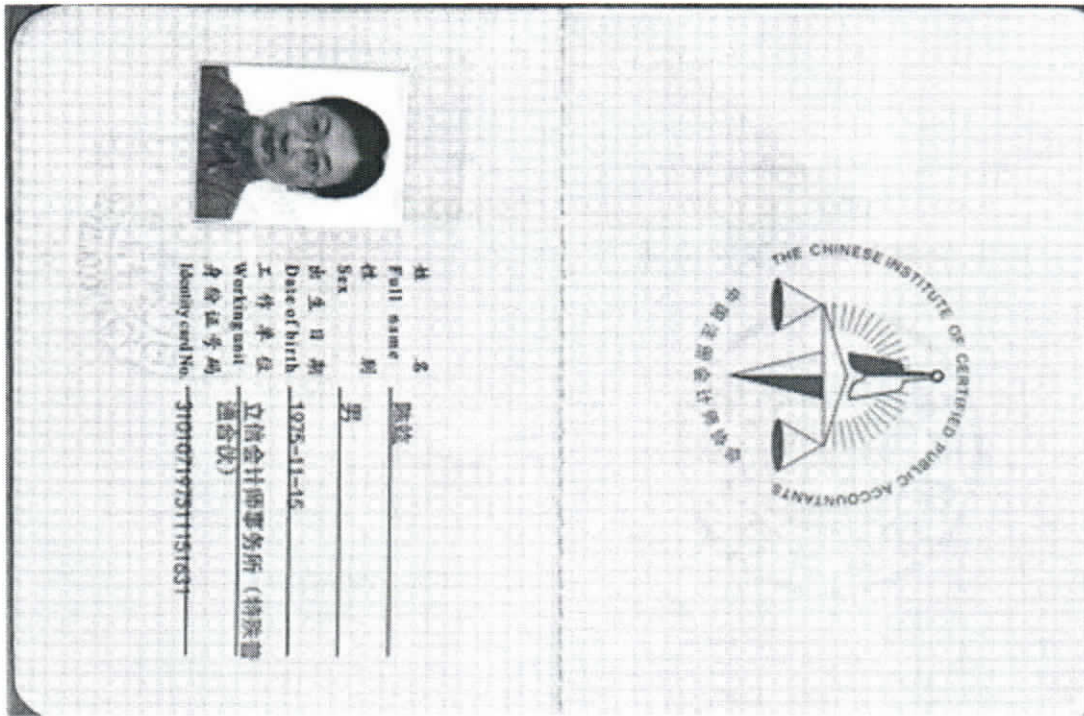 姓 名
Full name
性 别 男
Sex
出 生 日 期
Date of birth 1975-11-15
工 作 单 位 立信会计师事务所（特殊普
Working unit 通合伙）
身份证号码
Identity card No. 310107197511151631
THE CHINESE INSTITUTE OF CERTIFIED PUBLIC ACCOUNTANTS
中国注册会计师协会